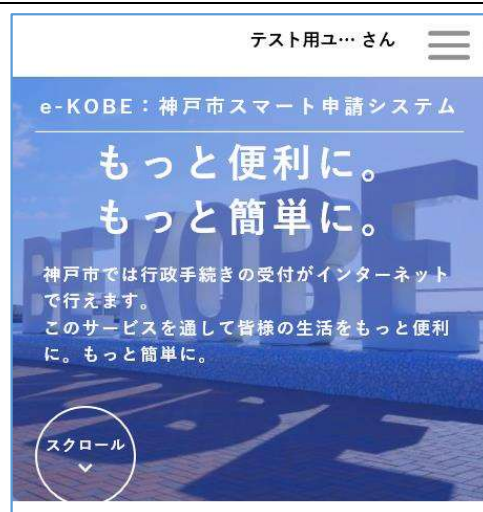 テスト用ユ… さん
e-KOBE：神戸市スマート申請システム
もっと便利に。
もっと簡単に。
神戸市では行政手続きの受付がインターネット
で行えます。
このサービスを通して皆様の生活をもっと便利
に。もっと簡単に。
スクロール
BE KOBE